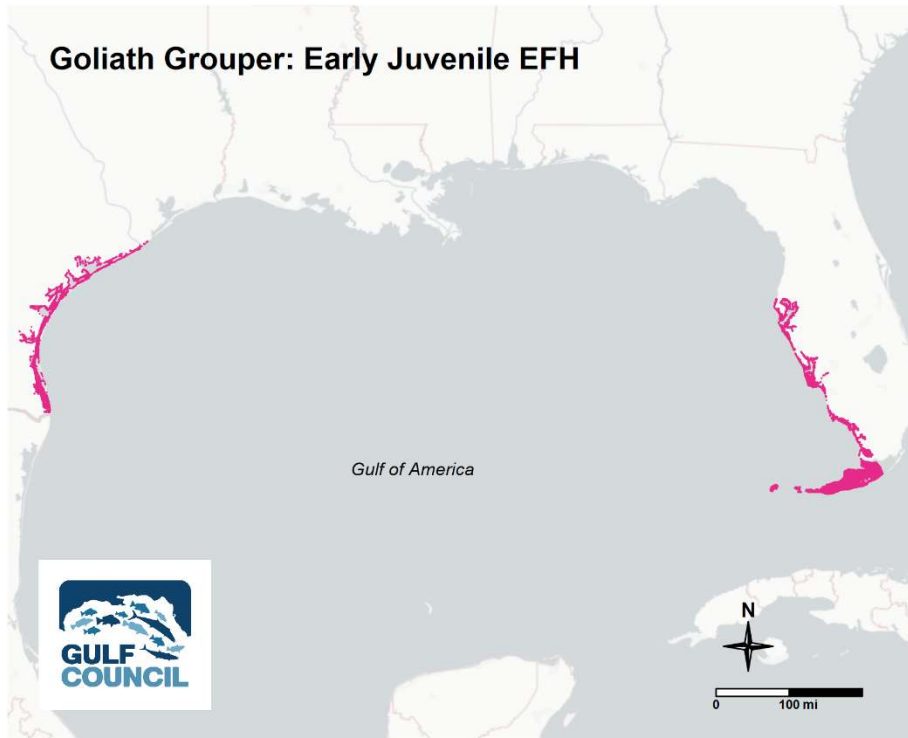 Goliath Grouper: Early Juvenile EFH
Gulf of America
GULF
COUNCIL
N
0 100 mi